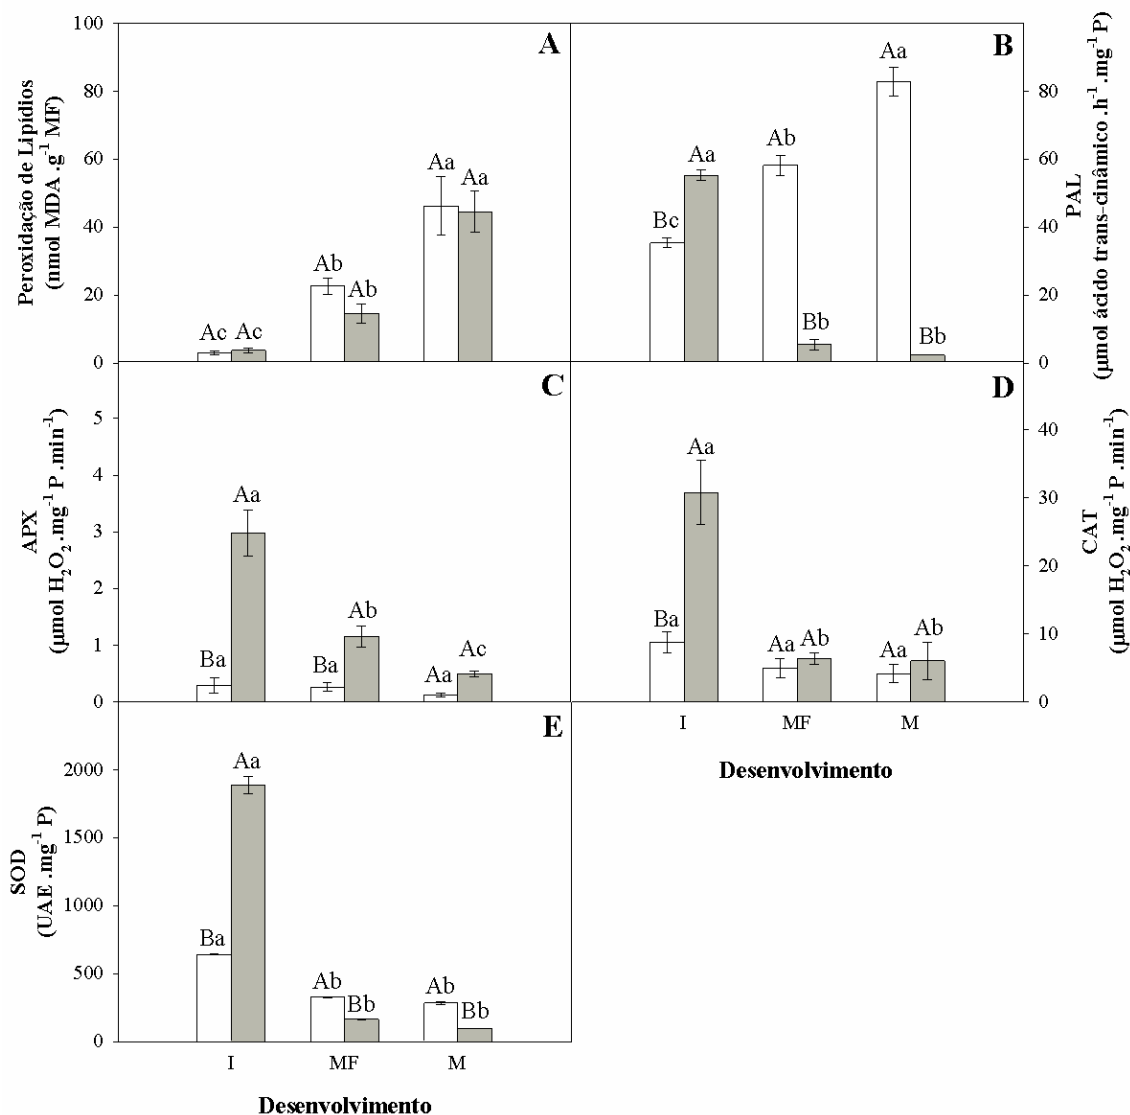 A
100
80
60
40
20
0
Peroxidação de Lipídios
(nmol MDA .g⁻¹ MF)
Ac Ac
Ab Ab
Aa Aa
B
80
60
40
20
0
PAL
(µmol ácido trans-cinâmico .h⁻¹ .mg⁻¹ P)
Bc Aa
Ab Bb
Aa Bb
C
5
4
3
2
1
0
APX
(µmol H₂O₂ .mg⁻¹ P .min⁻¹)
Ba Aa
Ba Ab
Aa Ac
D
40
30
20
10
0
CAT
(µmol H₂O₂ .mg⁻¹ P .min⁻¹)
Ba Aa
Aa Ab
Aa Ab
I MF M
Desenvolvimento
E
2000
1500
1000
500
0
SOD
(UAE .mg⁻¹ P)
Ba Aa
Ab Bb
Ab Bb
I MF M
Desenvolvimento